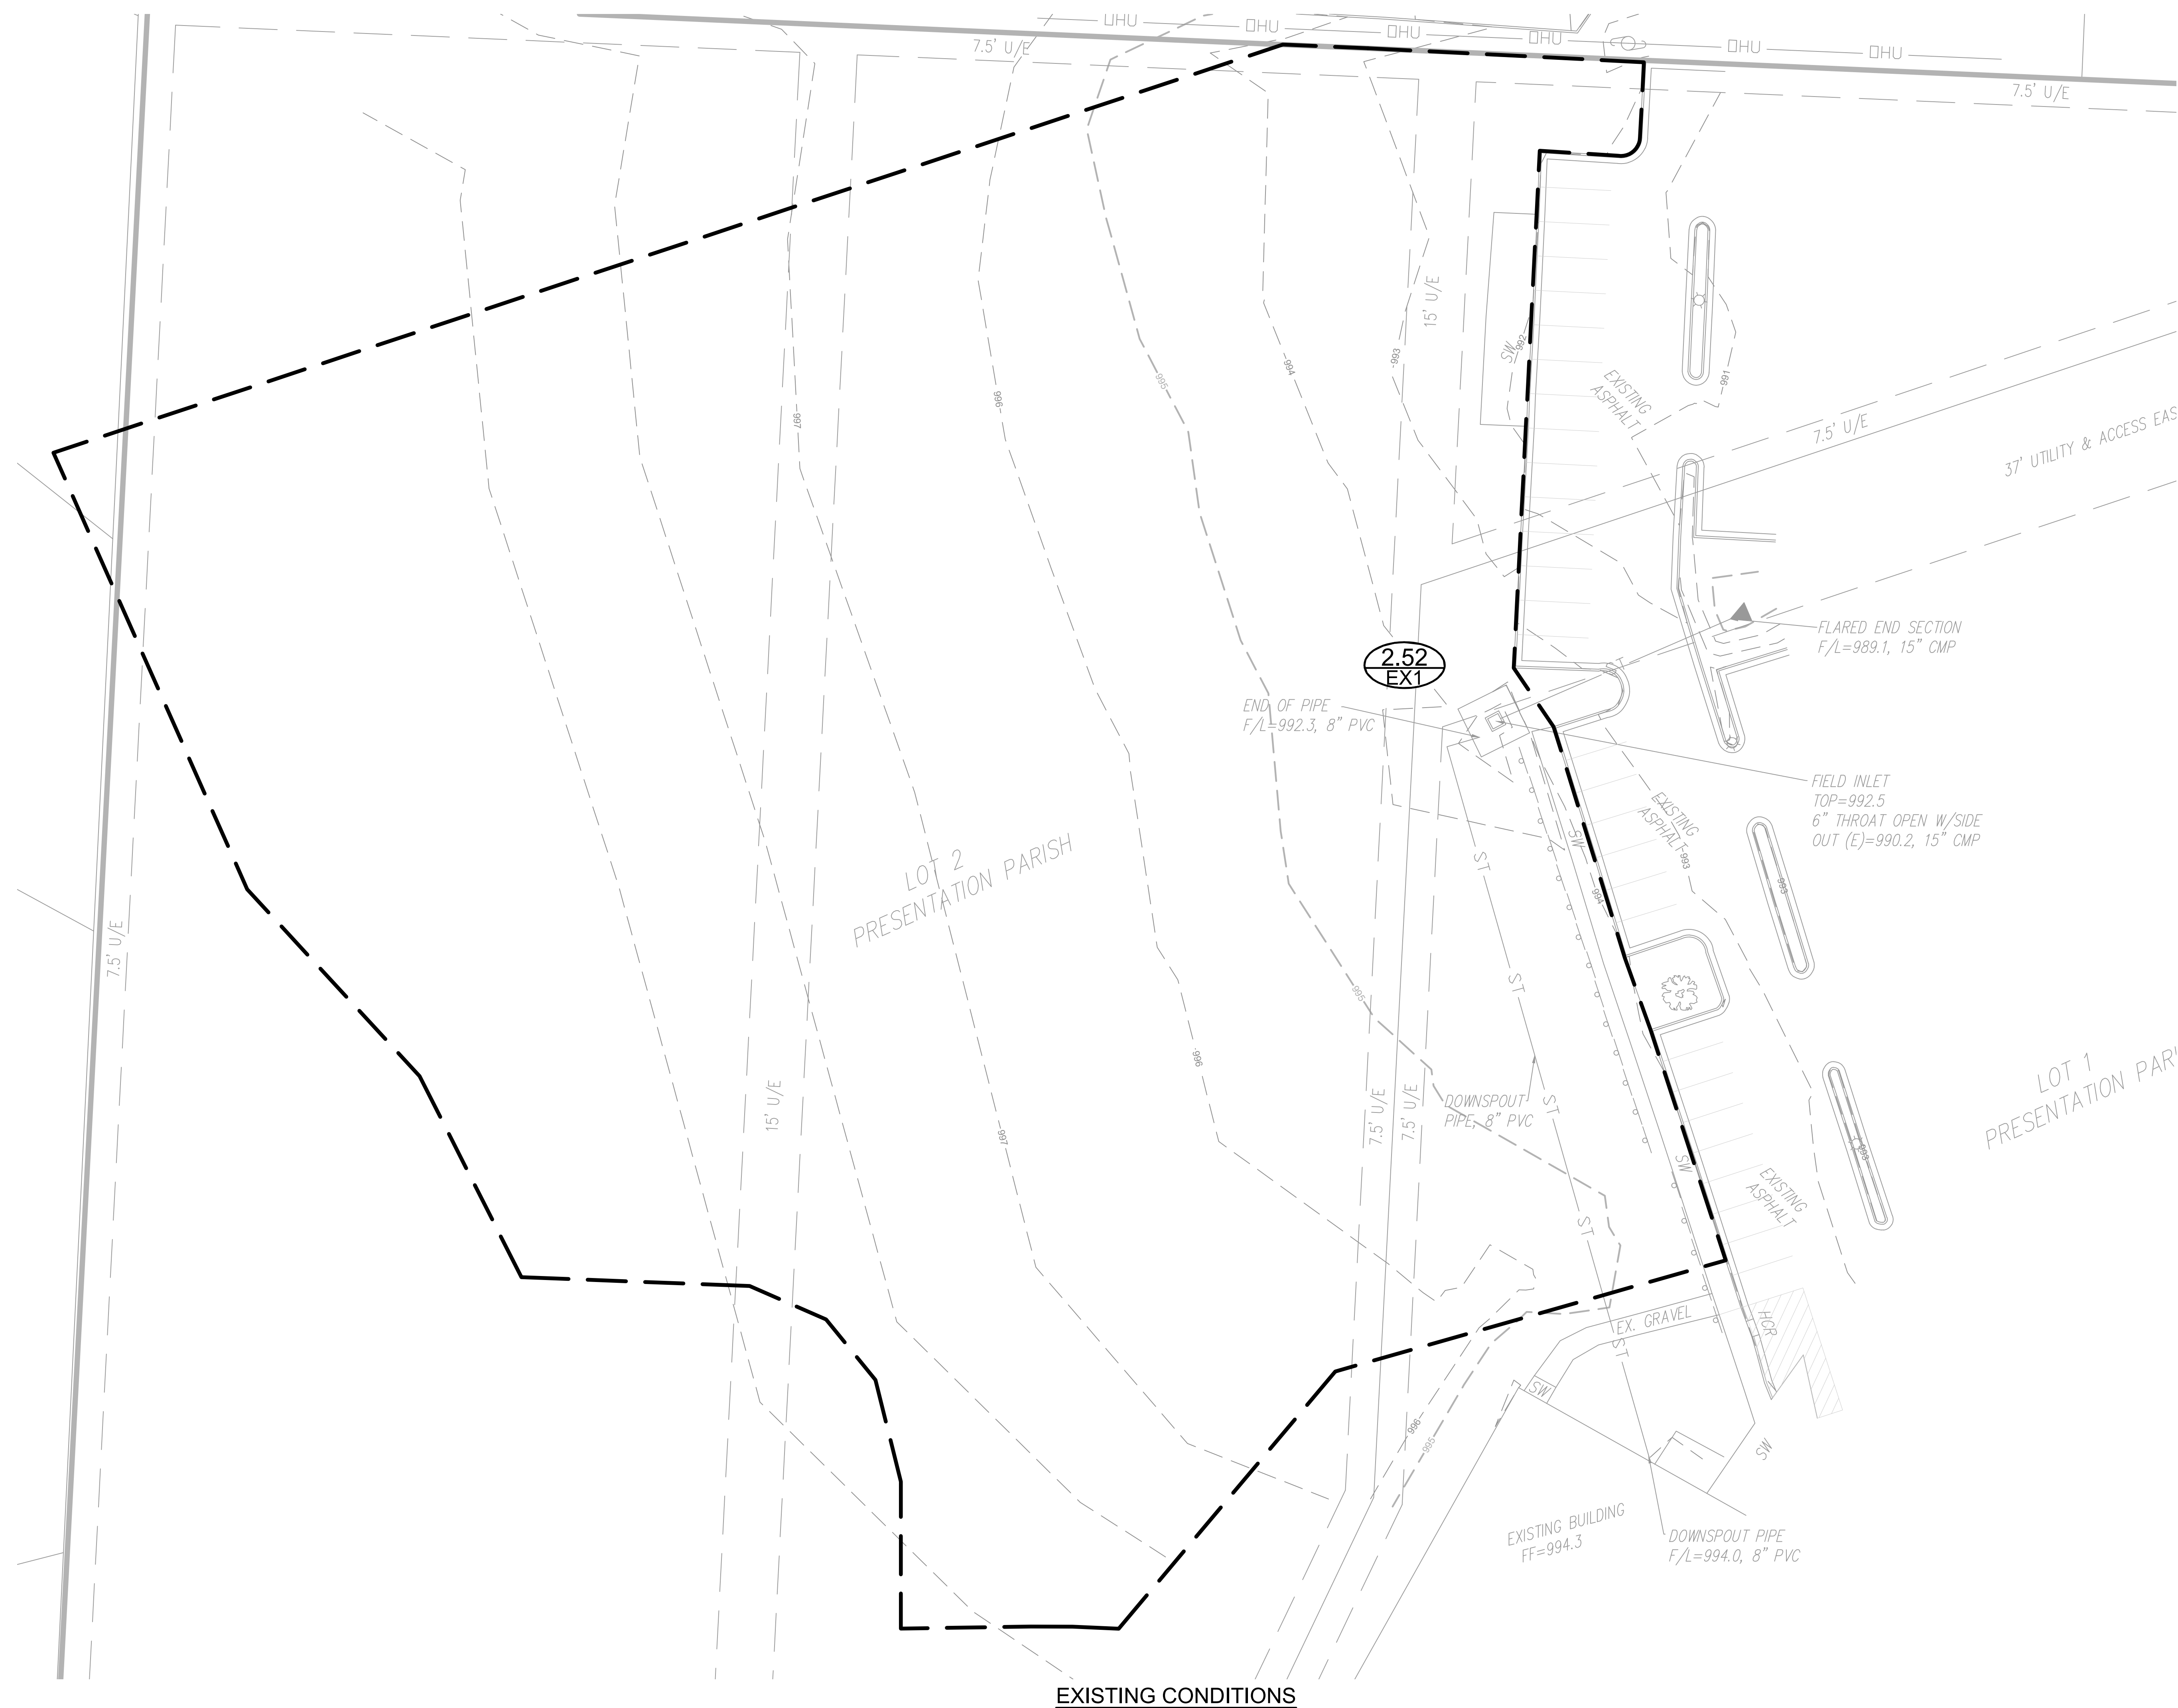 OHU
OHU
OHU
OHU
OHU
OHU
7.5' U/E
7.5' U/E
15' U/E
SW
992
993
994
995
996
997
991
EXISTING
ASPHALT
7.5' U/E
37' UTILITY & ACCESS EAS
FLARED END SECTION
F/L=989.1, 15" CMP
ST
2.52
EX1
END OF PIPE
F/L=992.3, 8" PVC
FIELD INLET
TOP=992.5
6" THROAT OPEN W/SIDE
OUT (E)=990.2, 15" CMP
EXISTING
ASPHALT
SW
993
993
994
ST
LOT 2
PRESENTATION PARISH
7.5' U/E
ST
995
996
997
15' U/E
7.5' U/E
7.5' U/E
DOWNSPOUT
PIPE, 8" PVC
ST
LOT 1
PRESENTATION PAR
993
SW
EXISTING
ASPHALT
ST
EX. GRAVEL
HCR
ST
SW
996
995
SW
EXISTING BUILDING
FF=994.3
DOWNSPOUT PIPE
F/L=994.0, 8" PVC
EXISTING CONDITIONS